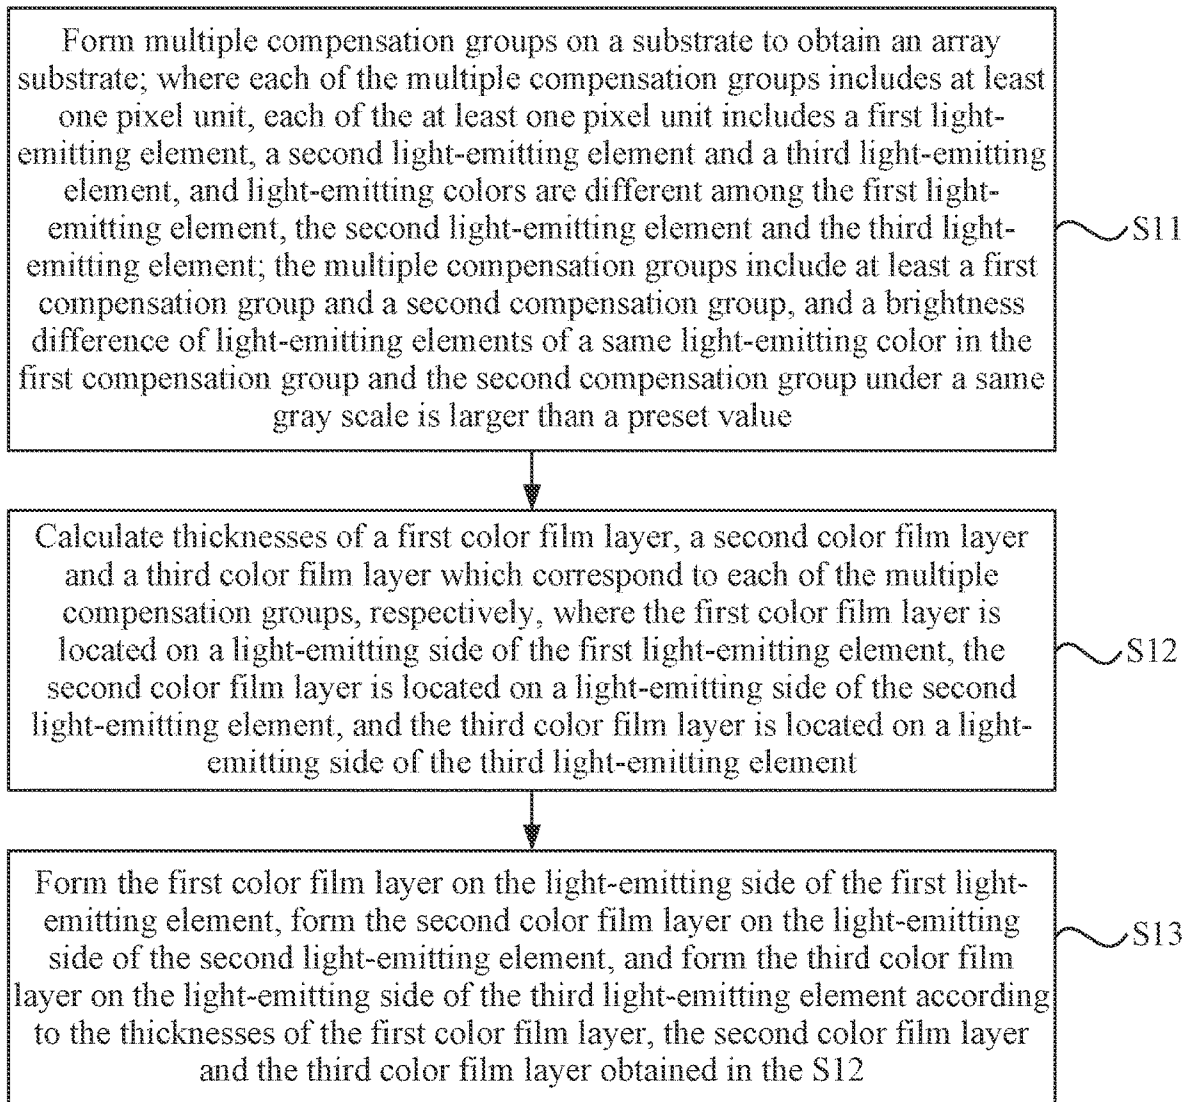 Form multiple compensation groups on a substrate to obtain an array
substrate; where each of the multiple compensation groups includes at least
one pixel unit, each of the at least one pixel unit includes a first light-
emitting element, a second light-emitting element and a third light-emitting
element, and light-emitting colors are different among the first light-
emitting element, the second light-emitting element and the third light-
emitting element; the multiple compensation groups include at least a first
compensation group and a second compensation group, and a brightness
difference of light-emitting elements of a same light-emitting color in the
first compensation group and the second compensation group under a same
gray scale is larger than a preset value
S11
Calculate thicknesses of a first color film layer, a second color film layer
and a third color film layer which correspond to each of the multiple
compensation groups, respectively, where the first color film layer is
located on a light-emitting side of the first light-emitting element, the
second color film layer is located on a light-emitting side of the second
light-emitting element, and the third color film layer is located on a light-
emitting side of the third light-emitting element
S12
Form the first color film layer on the light-emitting side of the first light-
emitting element, form the second color film layer on the light-emitting
side of the second light-emitting element, and form the third color film
layer on the light-emitting side of the third light-emitting element according
to the thicknesses of the first color film layer, the second color film layer
and the third color film layer obtained in the S12
S13